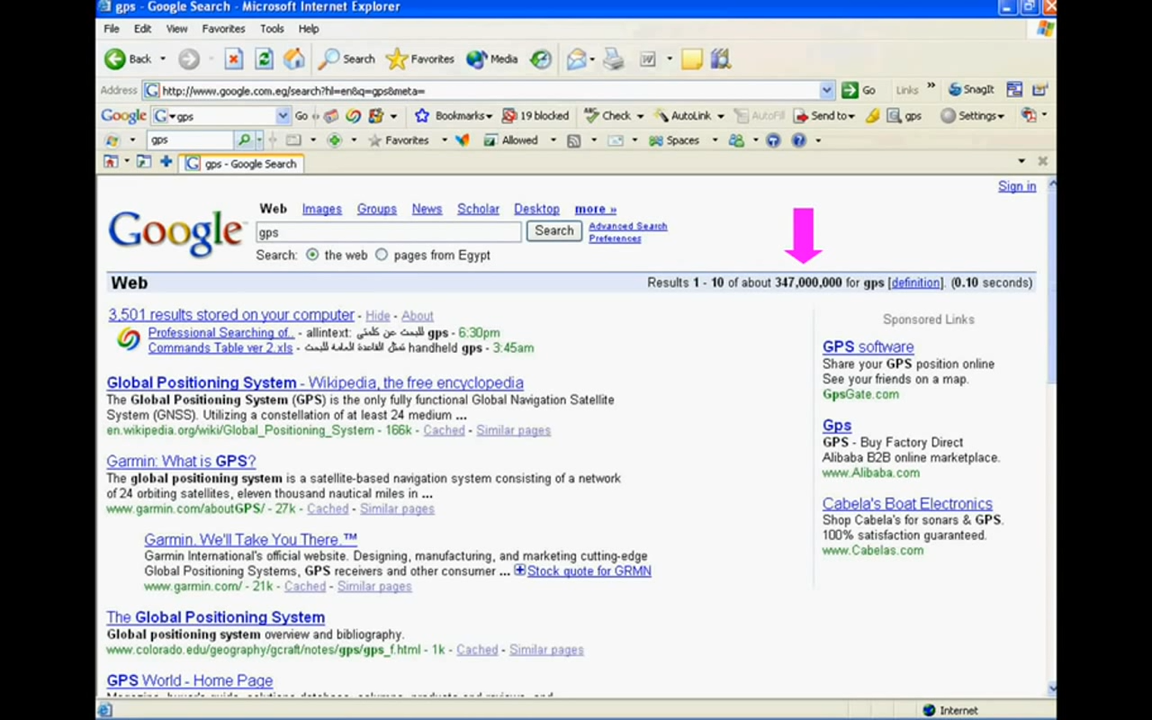 gps - Google Search - Microsoft Internet Explorer
File Edit View Favorites Tools Help
Back Search Favorites Media
Address http://www.google.com.eg/search?hl=en&q=gps&meta= Go Links » SnagIt
Google gps Go Bookmarks 19 blocked Check AutoLink AutoFill Send to gps Settings
gps Favorites Allowed Spaces
gps - Google Search
Sign in
Web Images Groups News Scholar Desktop more »
Google gps Search Advanced Search
Preferences
Search: the web pages from Egypt
Web Results 1 - 10 of about 347,000,000 for gps [definition]. (0.10 seconds)
3,501 results stored on your computer - Hide - About
Professional Searching of.. - allintext: للبحث عن كلمتى gps - 6:30pm
Commands Table ver 2.xls - تمثل القاعدة العامة للبحث handheld gps - 3:45am
Global Positioning System - Wikipedia, the free encyclopedia
The Global Positioning System (GPS) is the only fully functional Global Navigation Satellite
System (GNSS). Utilizing a constellation of at least 24 medium ...
en.wikipedia.org/wiki/Global_Positioning_System - 166k - Cached - Similar pages
Garmin: What is GPS?
The global positioning system is a satellite-based navigation system consisting of a network
of 24 orbiting satellites, eleven thousand nautical miles in ...
www.garmin.com/aboutGPS/ - 27k - Cached - Similar pages
Garmin. We'll Take You There.™
Garmin International's official website. Designing, manufacturing, and marketing cutting-edge
Global Positioning Systems, GPS receivers and other consumer ... Stock quote for GRMN
www.garmin.com/ - 21k - Cached - Similar pages
The Global Positioning System
Global positioning system overview and bibliography.
www.colorado.edu/geography/gcraft/notes/gps/gps_f.html - 1k - Cached - Similar pages
GPS World - Home Page
Sponsored Links
GPS software
Share your GPS position online
See your friends on a map.
GpsGate.com
Gps
GPS - Buy Factory Direct
Alibaba B2B online marketplace.
www.Alibaba.com
Cabela's Boat Electronics
Shop Cabela's for sonars & GPS.
100% satisfaction guaranteed.
www.Cabelas.com
Internet